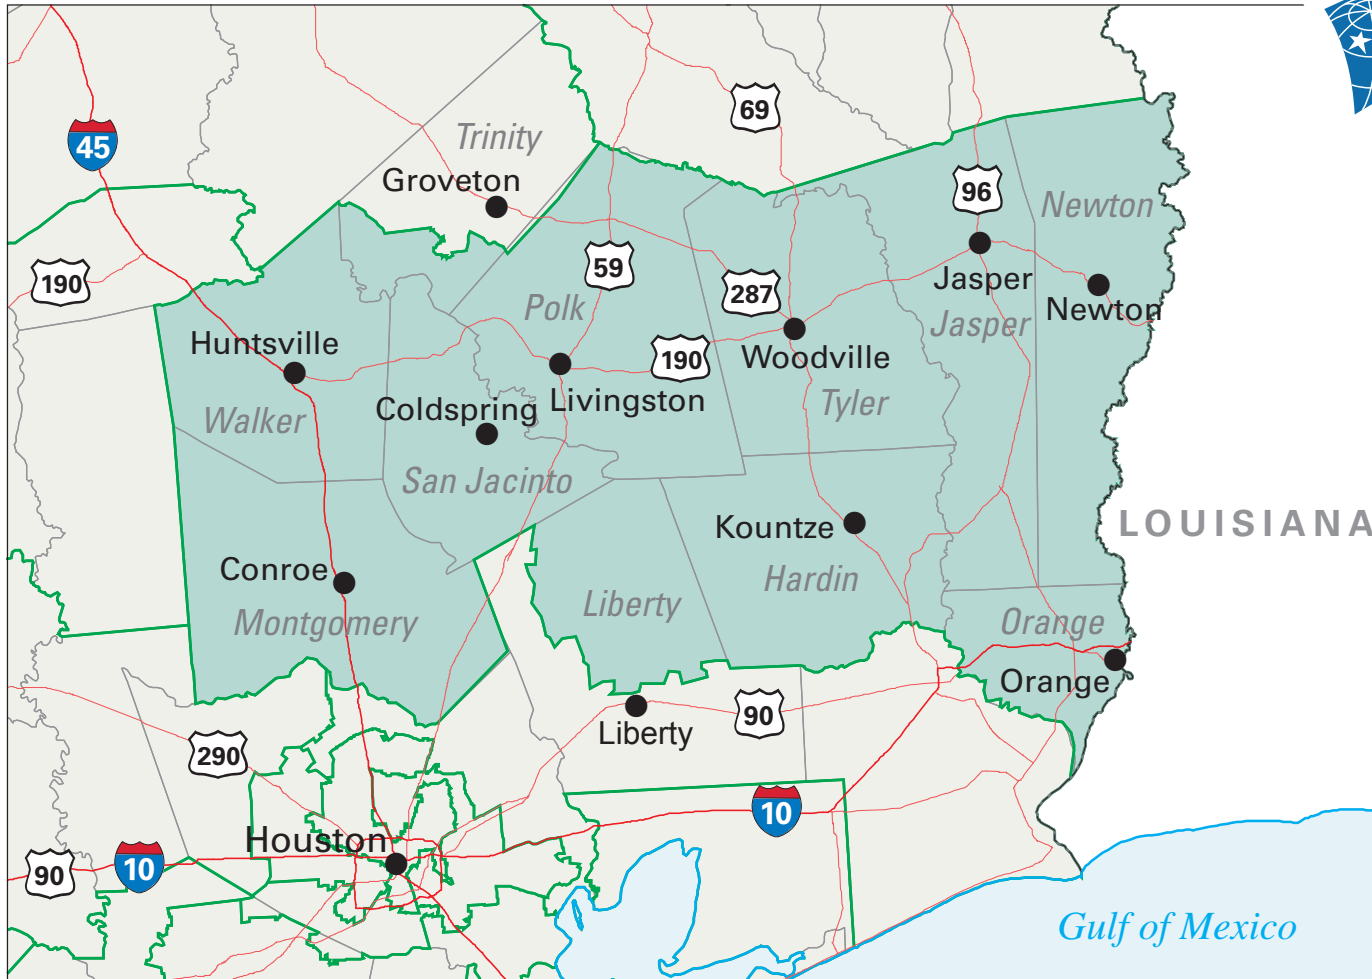 69
Trinity
45
Groveton
96
Newton
190
59
Jasper
287
Newton
Polk
Jasper
Huntsville
190
Woodville
Livingston
Coldspring
Walker
Tyler
San Jacinto
LOUISIANA
Kountze
Conroe
Hardin
Liberty
Montgomery
Orange
Orange
90
Liberty
290
10
Houston
10
90
Gulf of Mexico